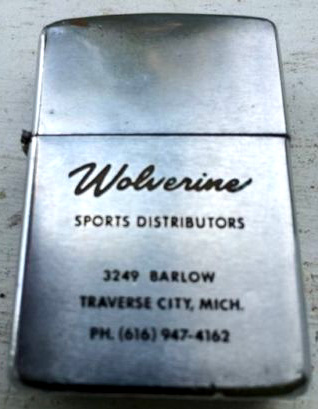 Wolverine
SPORTS DISTRIBUTORS
3249 BARLOW
TRAVERSE CITY, MICH.
PH. (616) 947-4162